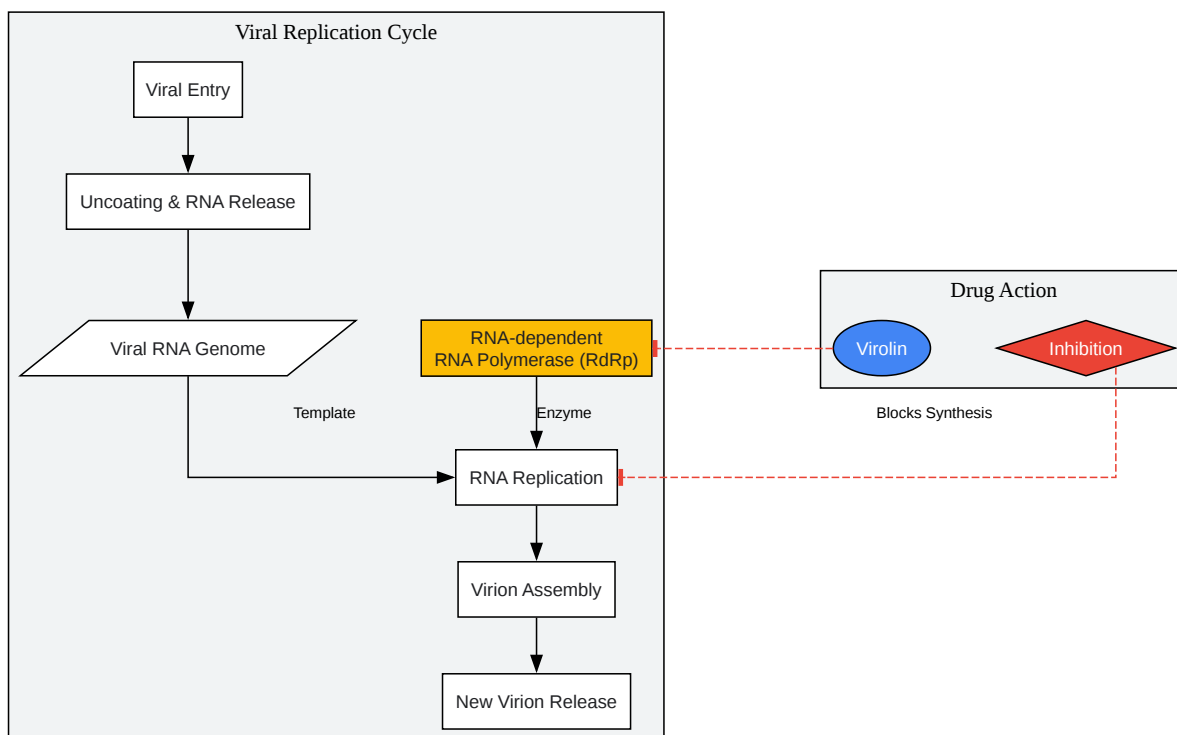 Viral Replication Cycle
Viral Entry
Uncoating & RNA Release
Drug Action
Viral RNA Genome
RNA-dependent
RNA Polymerase (RdRp)
Virolin
Inhibition
Template
Enzyme
Blocks Synthesis
RNA Replication
Virion Assembly
New Virion Release